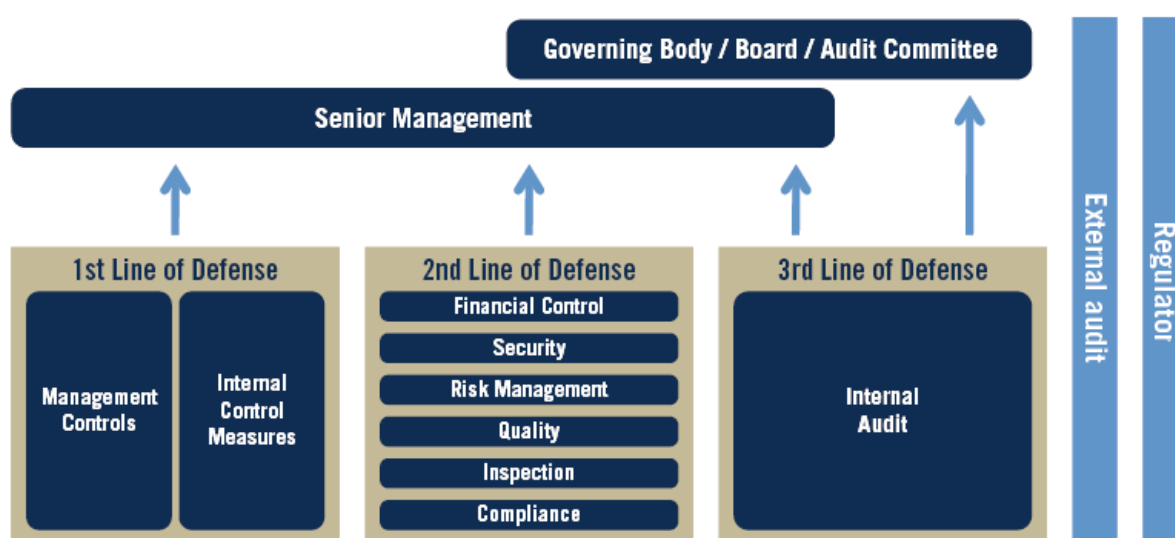 Governing Body / Board / Audit Committee
Senior Management
1st Line of Defense
Management
Controls
Internal
Control
Measures
2nd Line of Defense
Financial Control
Security
Risk Management
Quality
Inspection
Compliance
3rd Line of Defense
Internal
Audit
External audit
Regulator